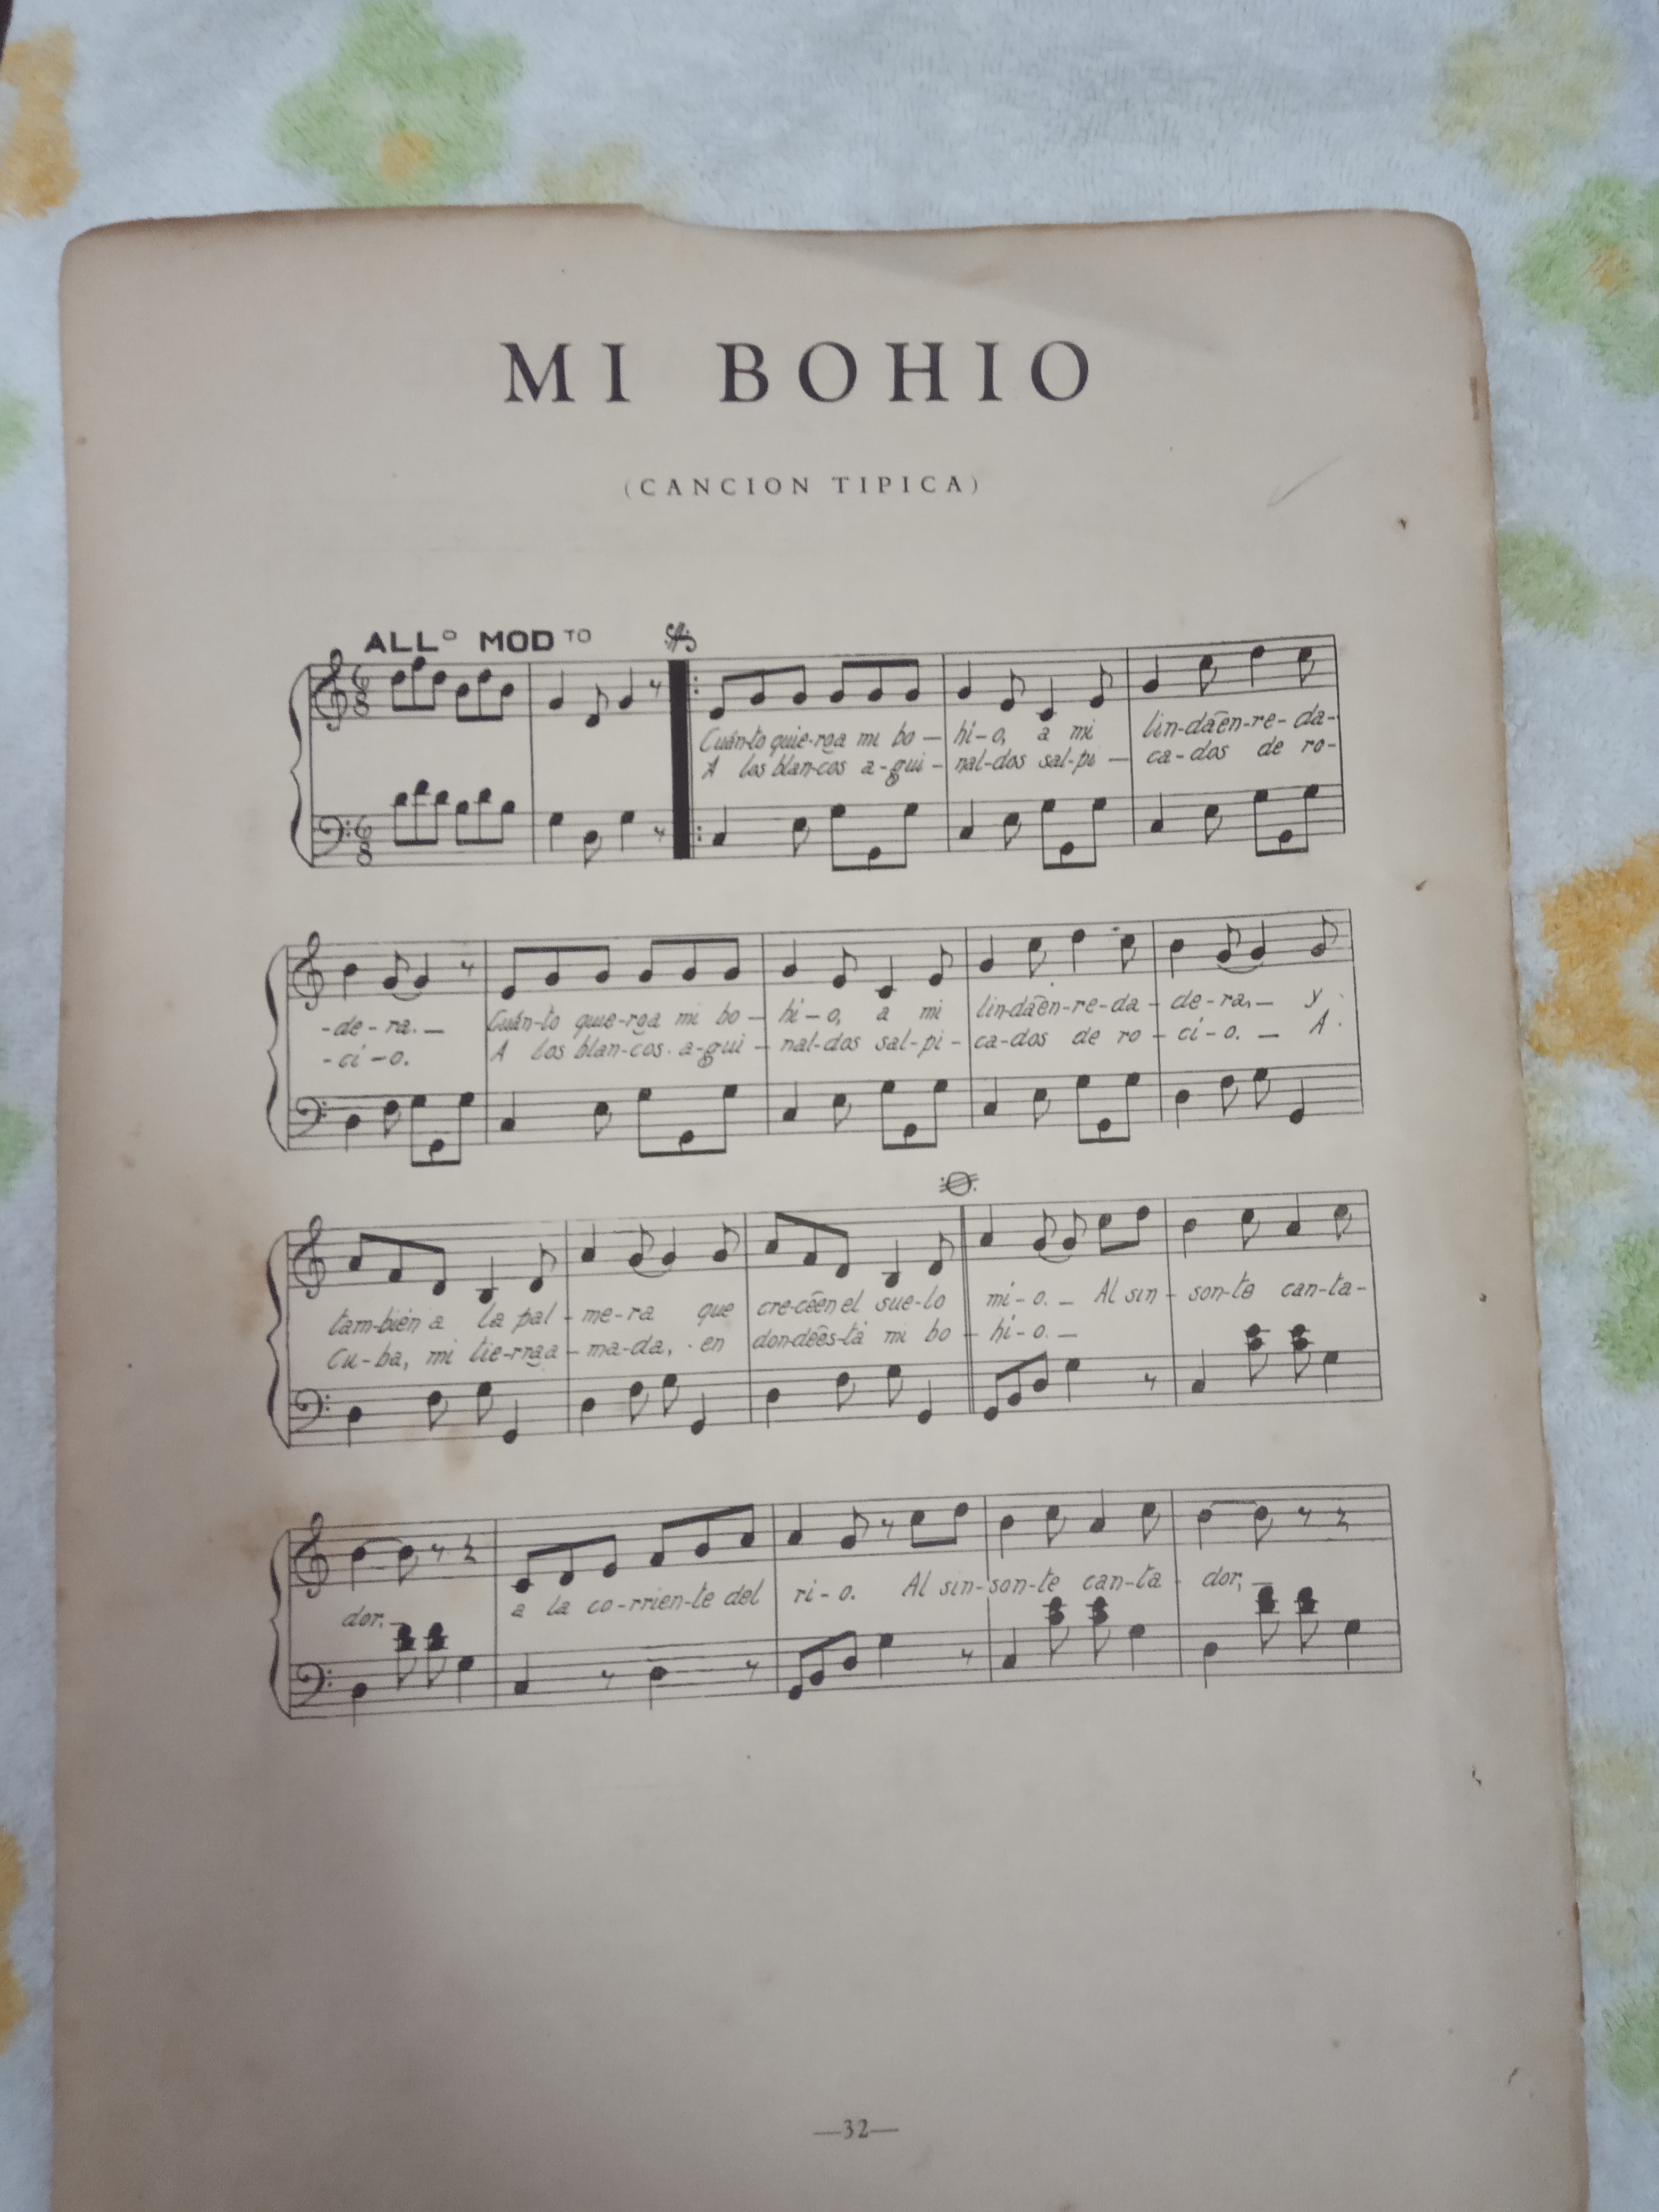 MI BOHIO
(CANCION TIPICA)
ALLº MOD TO
Cuán-to quie-roa mi bo— hi-o, a mi lin-daēn-re-da-
A los blan-cos a-gui- nal-dos sal-pi— ca-dos de ro-
-de-ra.— Cuán-to quie-roa mi bo— hi-o, a mi lin-daēn-re-da- de-ra,— y
-ci-o. A los blan-cos a-gui- nal-dos sal-pi- ca-dos de ro- ci-o.— A
tam-bién a la pal- me-ra que cre-cēen el sue-lo mi-o.— Al sin- son-te can-ta-
Cu-ba, mi tie-rraa- ma-da, en don-dēes-tá mi bo- hi-o.—
dor.— a la co-rrien-te del ri-o. Al sin-son-te can-ta- dor,—
—32—